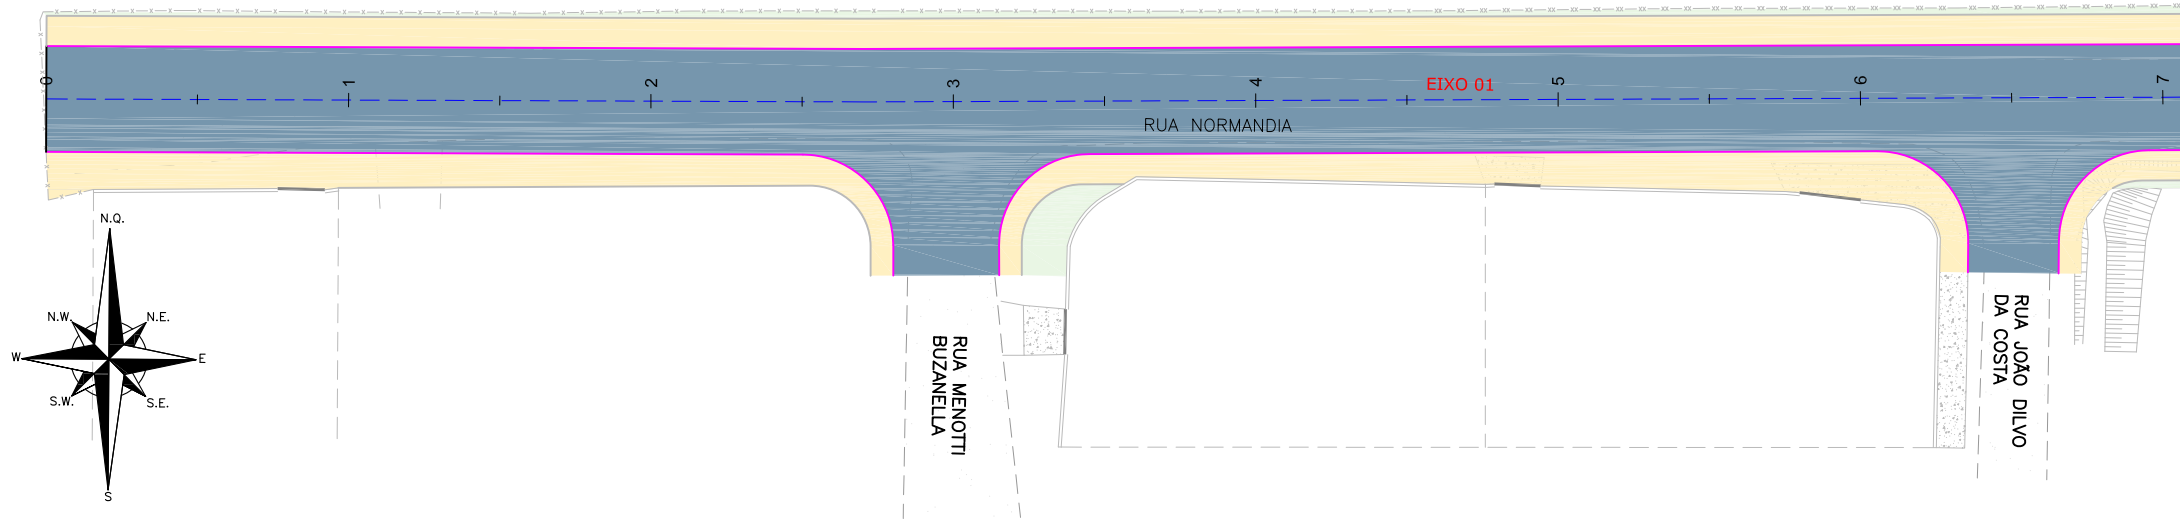 0
1
2
3
4
5
6
7
EIXO 01
RUA NORMANDIA
N.Q.
N.W.
N.E.
W
E
S.W.
S.E.
S
RUA MENOTTI
BUZANELLA
RUA JOÃO DILVO
DA COSTA